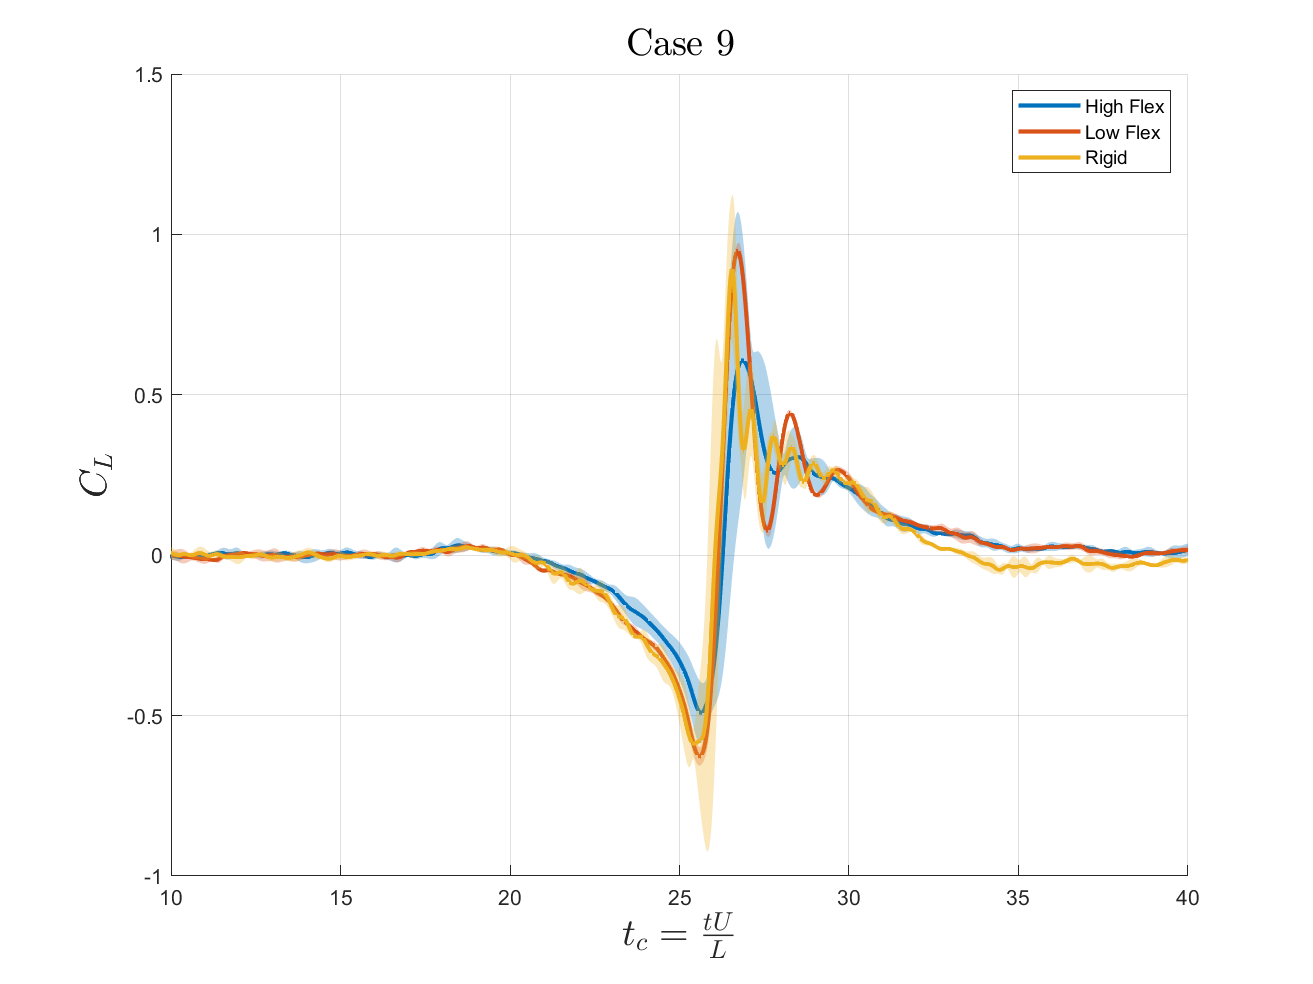 Case 9
High Flex
Low Flex
Rigid
1.5
1
0.5
0
-0.5
-1
C_L
10 15 20 25 30 35 40
t_c = \frac{tU}{L}